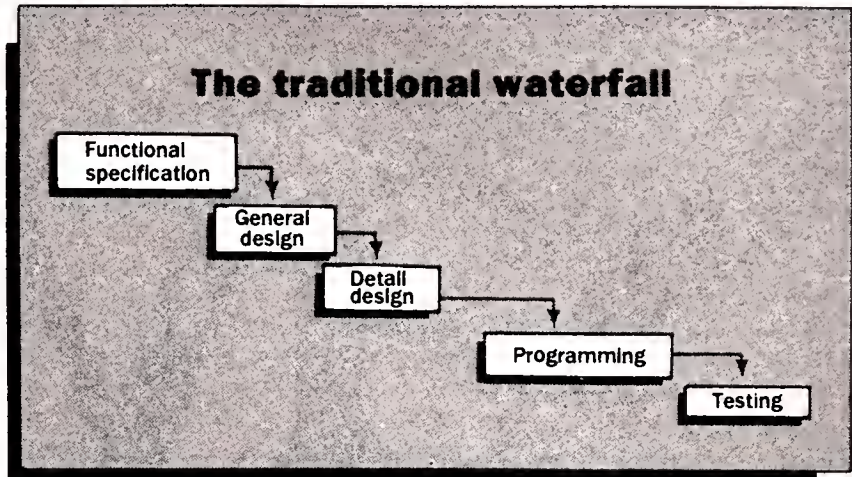 The traditional waterfall
Functional
specification
General
design
Detail
design
Programming
Testing